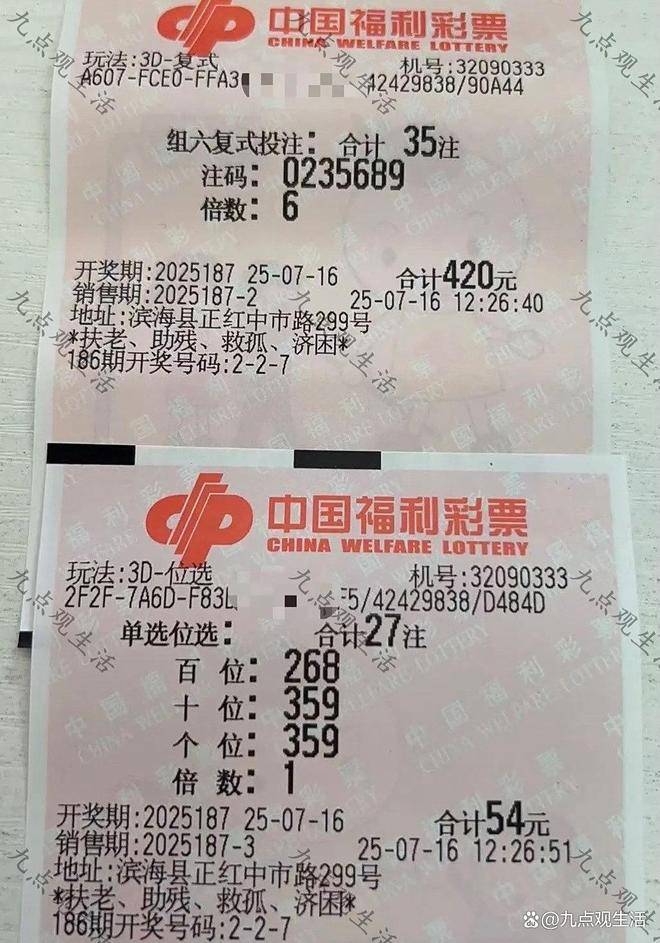 中国福利彩票
CHINA WELFARE LOTTERY
玩法:3D-复式
机号:32090333
A607-FCE0-FFA3 42429838/90A44
组六复式投注: 合计 35注
注码: 0235689
倍数: 6
开奖期:2025187 25-07-16 合计420元
销售期:2025187-2 25-07-16 12:26:40
地址:滨海县正红中市路299号
*扶老、助残、救孤、济困*
186期开奖号码:2-2-7
中国福利彩票
CHINA WELFARE LOTTERY
玩法:3D-位选 机号:32090333
2F2F-7A6D-F83 F5/42429838/D484D
单选位选: 合计27注
百 位: 268
十 位: 359
个 位: 359
倍 数: 1
开奖期:2025187 25-07-16 合计54元
销售期:2025187-3 25-07-16 12:26:51
地址:滨海县正红中市路299号
*扶老、助残、救孤、济困*
186期开奖号码:2-2-7
九点观生活